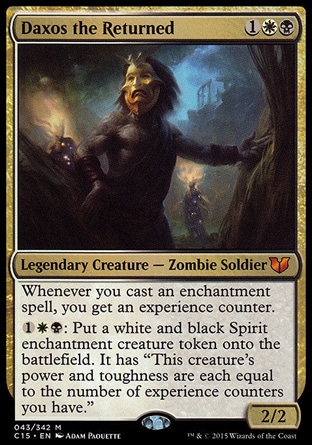 Daxos the Returned 1
Legendary Creature — Zombie Soldier
Whenever you cast an enchantment
spell, you get an experience counter.
1: Put a white and black Spirit
enchantment creature token onto the
battlefield. It has “This creature’s
power and toughness are each equal
to the number of experience counters
you have.”
2/2
043/342 M
C15 • EN Adam Paquette
™ & © 2015 Wizards of the Coast